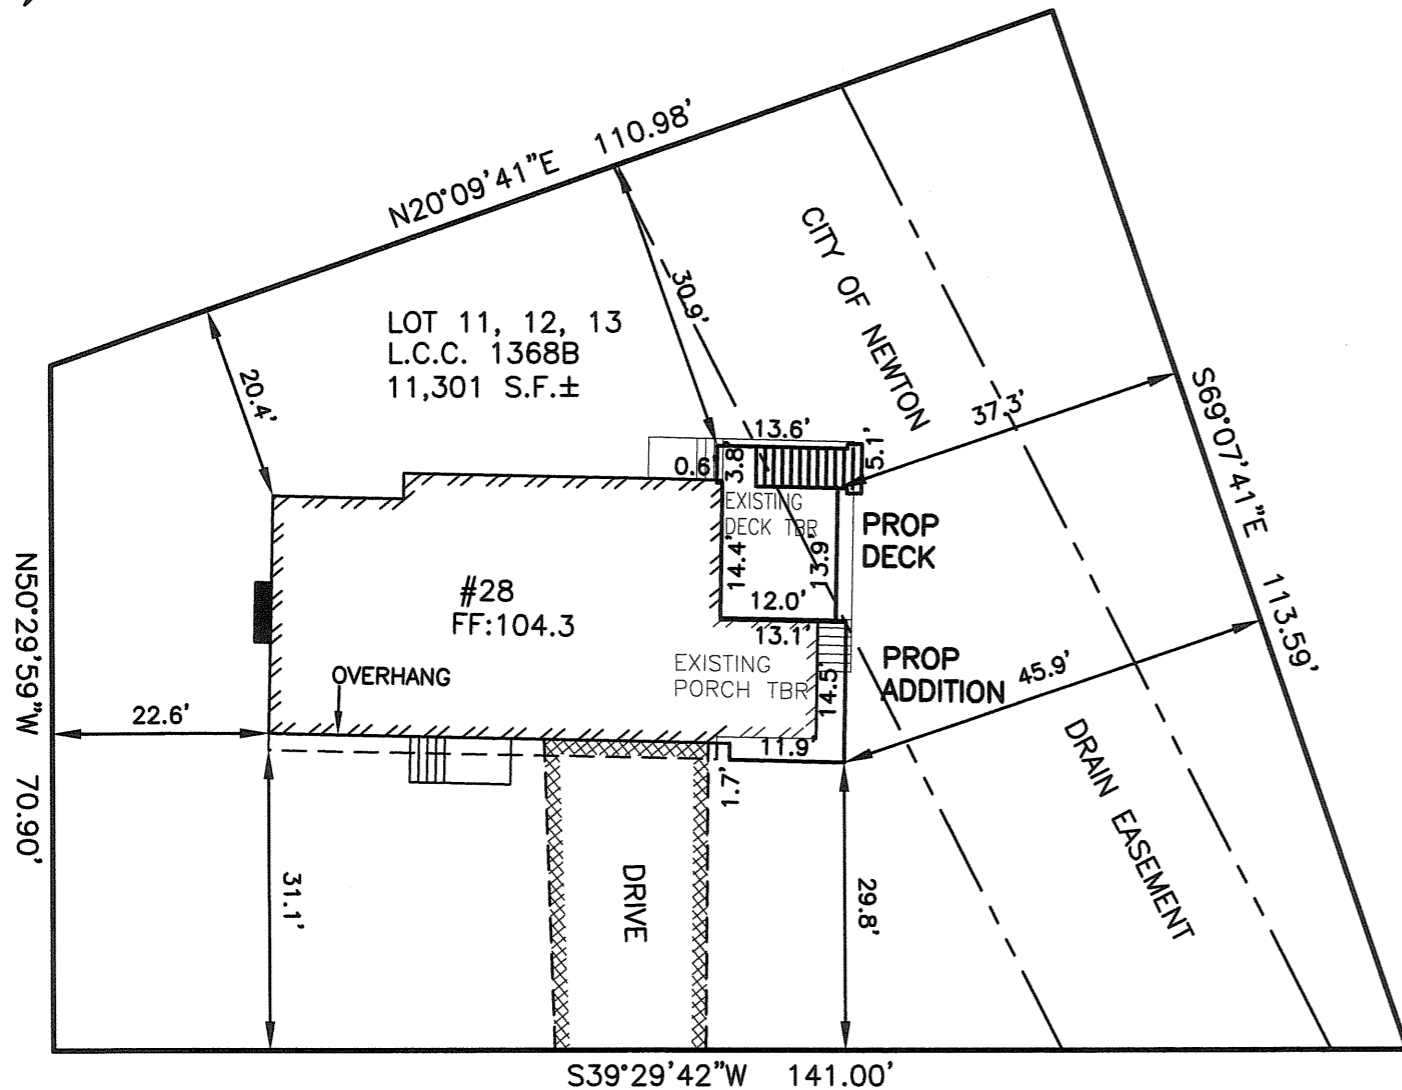 N20°09'41"E 110.98'
CITY OF NEWTON
30.9'
LOT 11, 12, 13
L.C.C. 1368B
11,301 S.F.±
20.4'
37.3'
S69°07'41"E 113.59'
13.6'
5.1'
0.6'
3.8'
EXISTING
DECK TBR
PROP
DECK
14.4'
13.9'
12.0'
#28
FF:104.3
13.1'
EXISTING
PORCH TBR
14.5'
PROP
ADDITION
45.9'
N50°29'59"W 70.90'
OVERHANG
22.6'
11.9'
1.7'
DRAIN EASEMENT
31.1'
DRIVE
29.8'
S39°29'42"W 141.00'